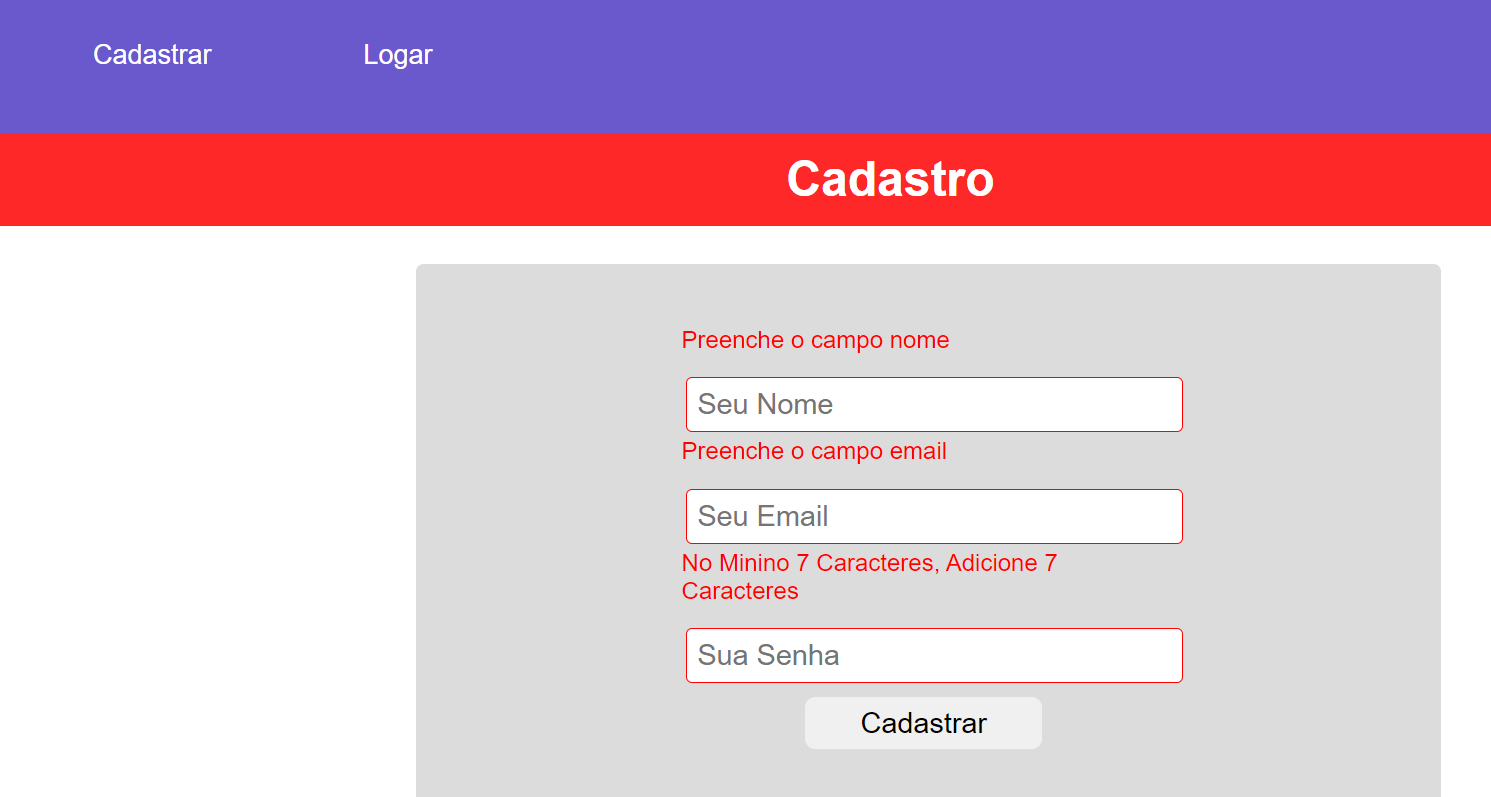 Cadastrar Logar
Cadastro
Preenche o campo nome
Seu Nome
Preenche o campo email
Seu Email
No Minino 7 Caracteres, Adicione 7
Caracteres
Sua Senha
Cadastrar